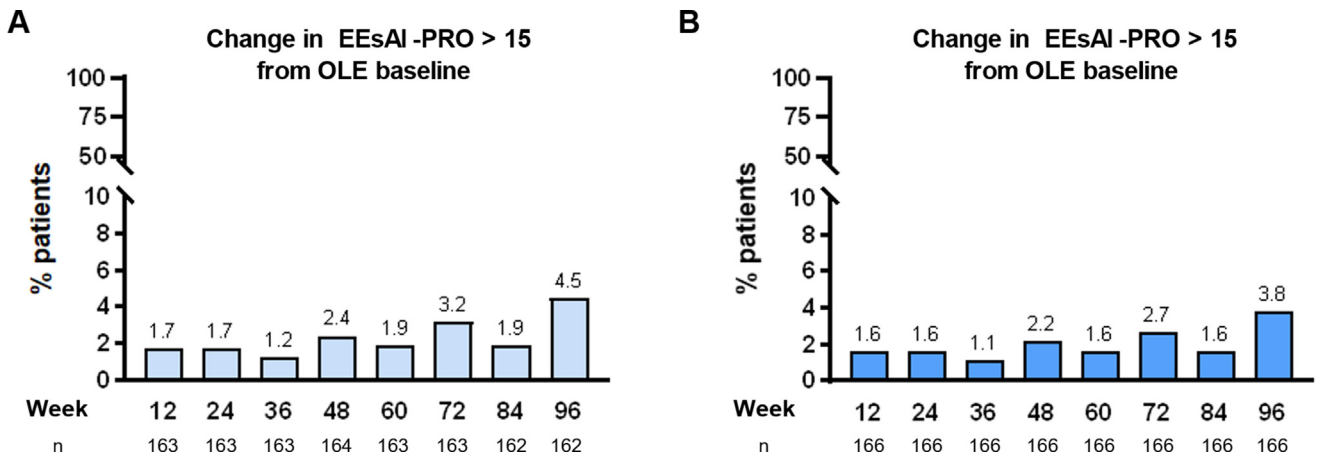 A
Change in EEsAI -PRO > 15
from OLE baseline
% patients
100
75
50
10
8
6
4
2
0
1.7 1.7 1.2 2.4 1.9 3.2 1.9 4.5
Week 12 24 36 48 60 72 84 96
n 163 163 163 164 163 163 162 162
B
Change in EEsAI -PRO > 15
from OLE baseline
% patients
100
75
50
10
8
6
4
2
0
1.6 1.6 1.1 2.2 1.6 2.7 1.6 3.8
Week 12 24 36 48 60 72 84 96
n 166 166 166 166 166 166 166 166